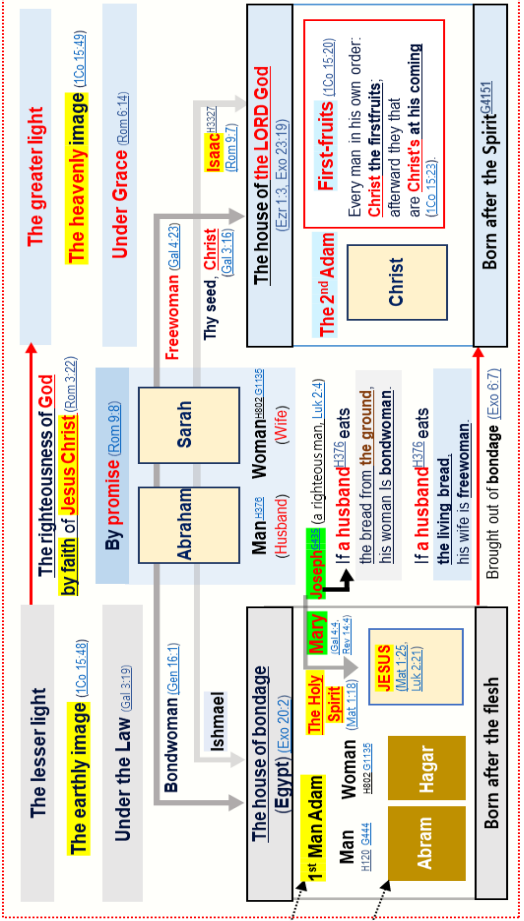 The lesser light
The earthly image (1Co 15:48)
Under the Law (Gal 3:19)
The righteousness of God
by faith of Jesus Christ (Rom 3:22)
The greater light
The heavenly image (1Co 15:49)
Under Grace (Rom 6:14)
By promise (Rom 9:8)
Bondwoman (Gen 16:1)
Ishmael
Abraham
Sarah
Man H376
(Husband)
Woman H802 G1135
(Wife)
Freewoman (Gal 4:23)
Thy seed, Christ
(Gal 3:16)
Isaac H3327
(Rom 9:7)
The house of bondage
(Egypt) (Exo 20:2)
1st Man Adam
Man
H120 G444
Woman
H802 G1135
Abram
Hagar
The Holy
Spirit
(Mat 1:18)
Mary
(Gal 4:4,
Rev 14:4)
JESUS
(Mat 1:25,
Luk 2:21)
Born after the flesh
Joseph G435 (a righteous man, Luk 2:4)
If a husband H376 eats
the bread from the ground,
his woman Is bondwoman.
If a husband H376 eats
the living bread,
his wife is freewoman.
Brought out of bondage (Exo 6:7)
The house of the LORD God
(Ezr 1:3, Exo 23:19)
The 2nd Adam
Christ
First-fruits (1Co 15:20)
Every man in his own order:
Christ the firstfruits;
afterward they that
are Christ's at his coming
(1Co 15:23).
Born after the Spirit G4151